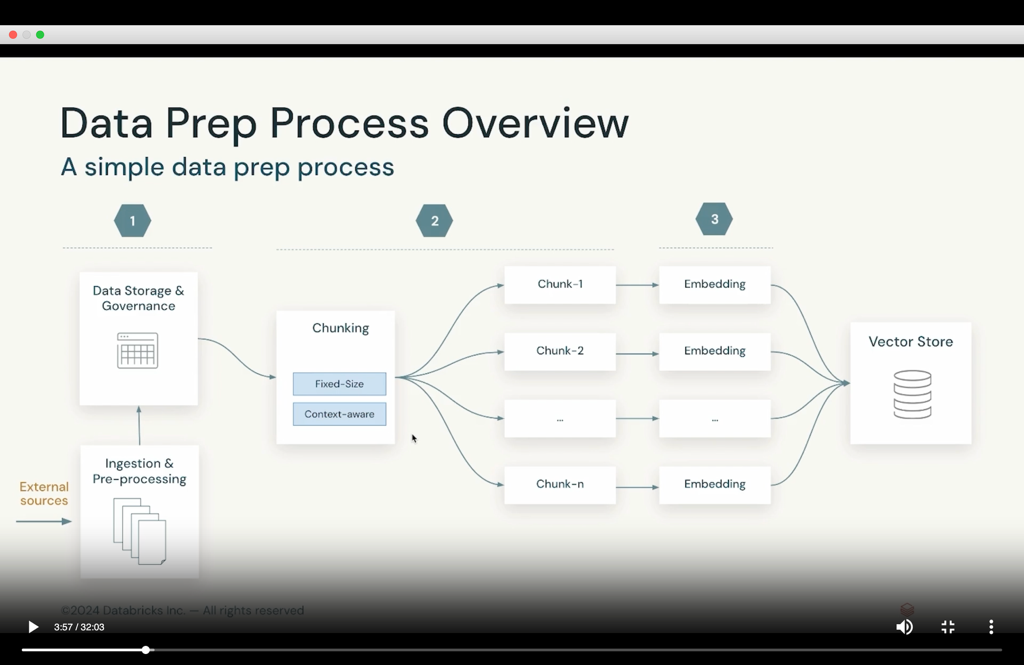 Data Prep Process Overview
A simple data prep process
1
2
3
Data Storage &
Governance
Ingestion &
Pre-processing
External
sources
Chunking
Fixed-Size
Context-aware
Chunk-1
Embedding
Chunk-2
Embedding
...
...
Chunk-n
Embedding
Vector Store
©2024 Databricks Inc. — All rights reserved
3:57 / 32:03